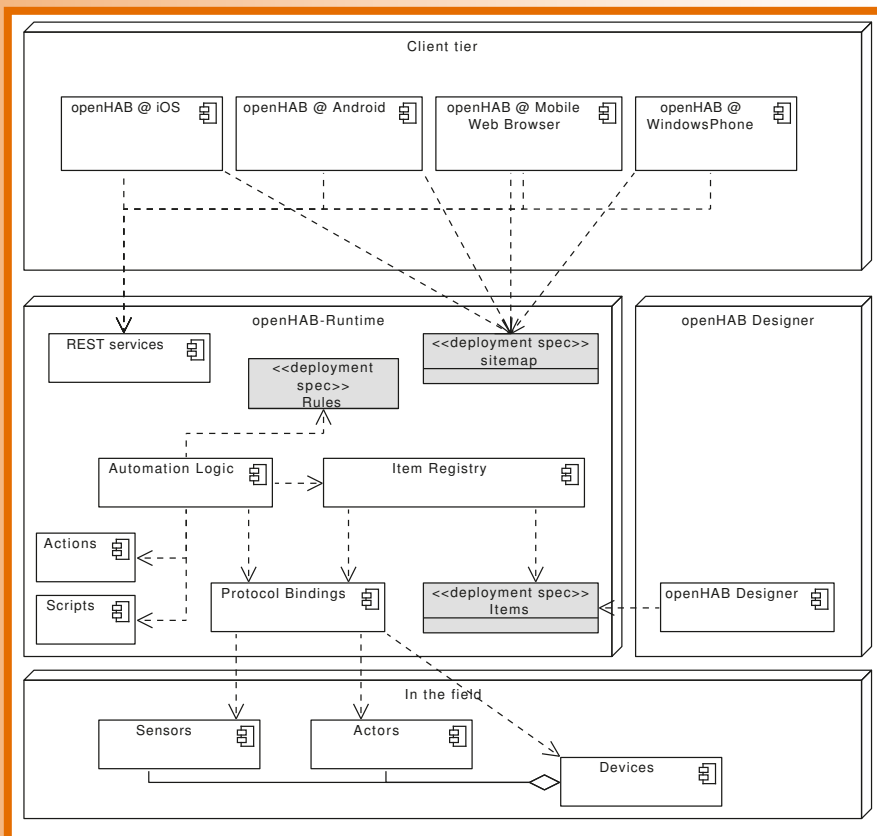 Client tier
openHAB @ iOS
openHAB @ Android
openHAB @ Mobile
Web Browser
openHAB @
WindowsPhone
openHAB-Runtime
openHAB Designer
REST services
<<deployment
spec>>
Rules
<<deployment spec>>
sitemap
Automation Logic
Item Registry
Actions
Scripts
Protocol Bindings
<<deployment spec>>
Items
openHAB Designer
In the field
Sensors
Actors
Devices